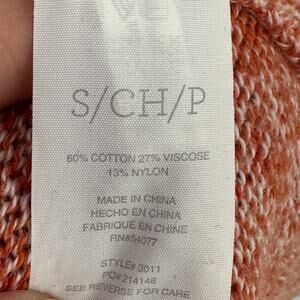 S/CH/P
60% COTTON 27% VISCOSE
13% NYLON
MADE IN CHINA
HECHO EN CHINA
FABRIQUÉ EN CHINE
RN#54077
STYLE# 3011
PO# 214148
SEE REVERSE FOR CARE